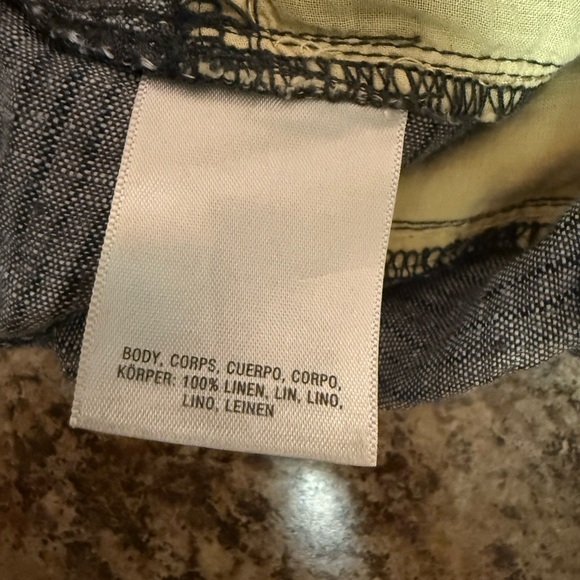 BODY, CORPS, CUERPO, CORPO,
KÖRPER: 100% LINEN, LIN, LINO,
LINO, LEINEN